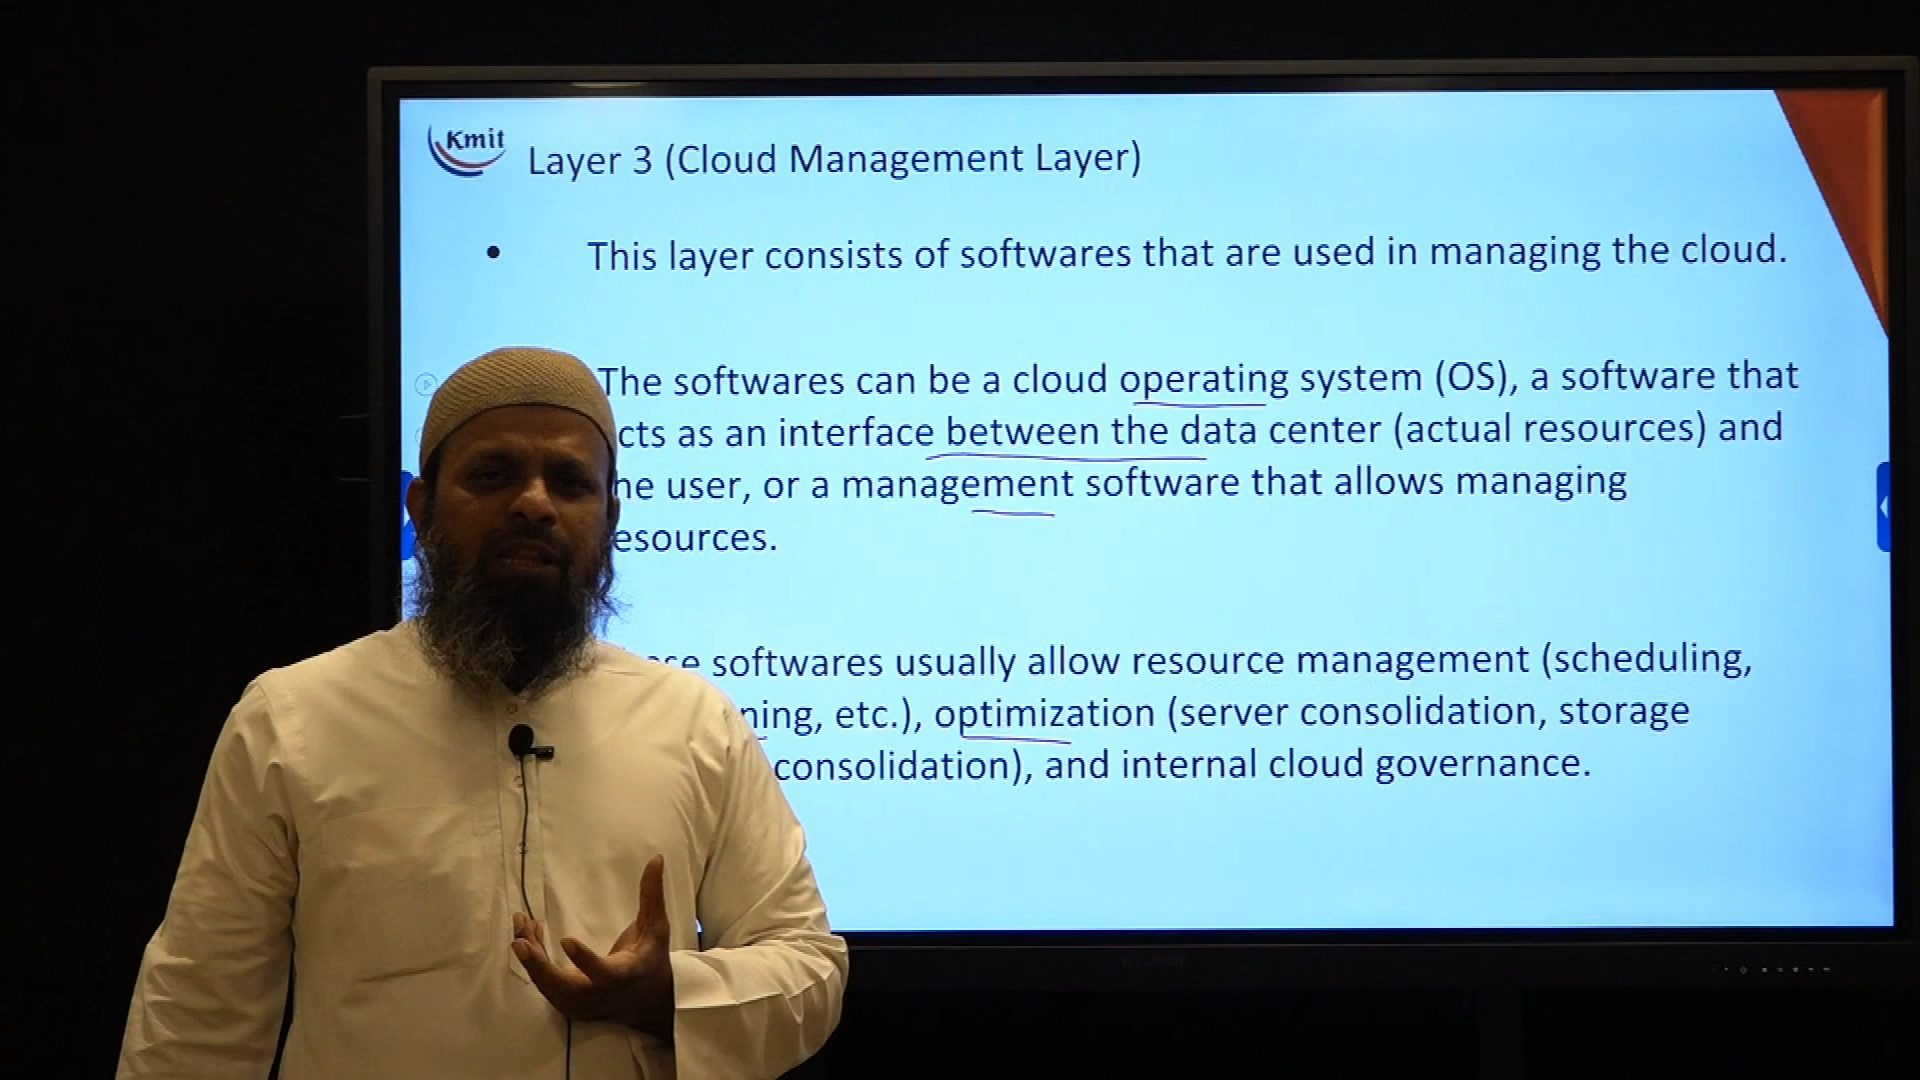 Kmit
Layer 3 (Cloud Management Layer)
• This layer consists of softwares that are used in managing the cloud.
The softwares can be a cloud operating system (OS), a software that
cts as an interface between the data center (actual resources) and
he user, or a management software that allows managing
esources.
softwares usually allow resource management (scheduling,
ning, etc.), optimization (server consolidation, storage
consolidation), and internal cloud governance.